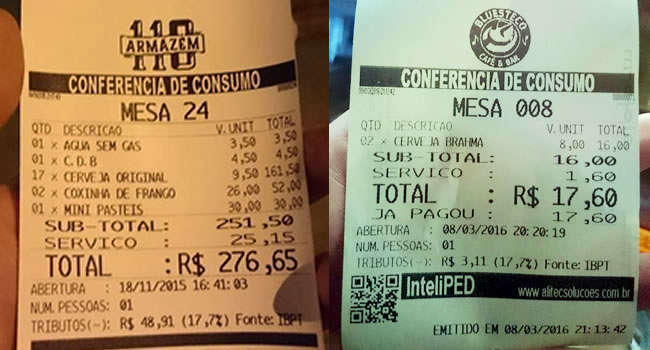 110
ARMAZÉM
CONFERENCIA DE CONSUMO
MESA 24
QTD DESCRICAO V.UNIT TOTAL
01 x AGUA SEM GAS 3,50 3,50
01 x C.D.B 4,50 4,50
17 x CERVEJA ORIGINAL 9,50 161,50
02 x COXINHA DE FRANGO 26,00 52,00
01 x MINI PASTEIS 30,00 30,00
SUB-TOTAL: 251,50
SERVICO : 25,15
TOTAL :R$ 276,65
ABERTURA : 18/11/2015 16:41:03
NUM.PESSOAS: 01
TRIBUTOS(~): R$ 48,91 (17,7%) Fonte: IBPT
BLUESTECO
CAFÉ & BAR
CONFERENCIA DE CONSUMO
MESA 008
QTD DESCRICAO V.UNIT TOTAL
02 x CERVEJA BRAHMA 8,00 16,00
SUB-TOTAL: 16,00
SERVICO : 1,60
TOTAL : R$ 17,60
JA PAGOU : 17,60
ABERTURA : 08/03/2016 20:20:19
NUM.PESSOAS: 01
TRIBUTOS(~): R$ 3,11 (17,7%) Fonte: IBPT
InteliPED www.alitecsolucoes.com.br
EMITIDO EM 08/03/2016 21:13:42